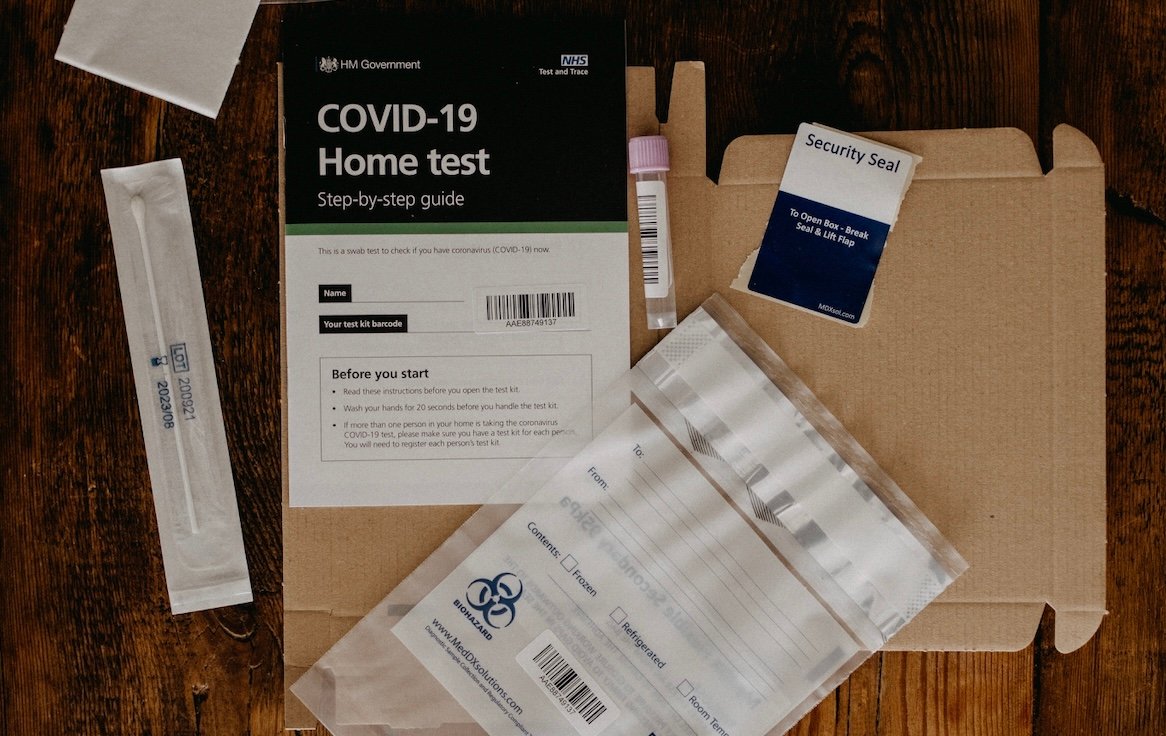 HM Government
NHS
Test and Trace
COVID-19
Home test
Step-by-step guide
This is a swab test to check if you have coronavirus (COVID-19) now.
Name
AAE88749137
Your test kit barcode
Before you start
• Read these instructions before you open the test kit.
• Wash your hands for 20 seconds before you handle the test kit.
• If more than one person in your home is taking the coronavirus
COVID-19 test, please make sure you have a test kit for each person.
You will need to register each person's test kit.
LOT 200921
2023/08
Security Seal
To Open Box - Break
Seal & Lift Flap
MDXsol.com
To:
From:
Contents:
Frozen
Refrigerated
Room Temp
BIOHAZARD
www.MedDXsolutions.com
Diagnostic Sample Collection and Regulatory
AAE88749137